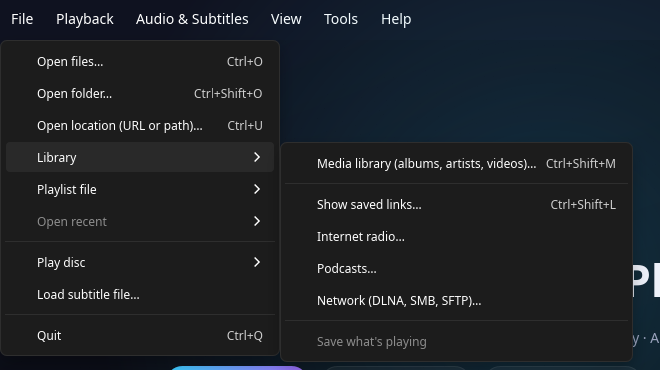 File Playback Audio & Subtitles View Tools Help
Open files... Ctrl+O
Open folder... Ctrl+Shift+O
Open location (URL or path)... Ctrl+U
Library
Playlist file
Open recent
Play disc
Load subtitle file...
Quit Ctrl+Q
Media library (albums, artists, videos)... Ctrl+Shift+M
Show saved links... Ctrl+Shift+L
Internet radio...
Podcasts...
Network (DLNA, SMB, SFTP)...
Save what's playing